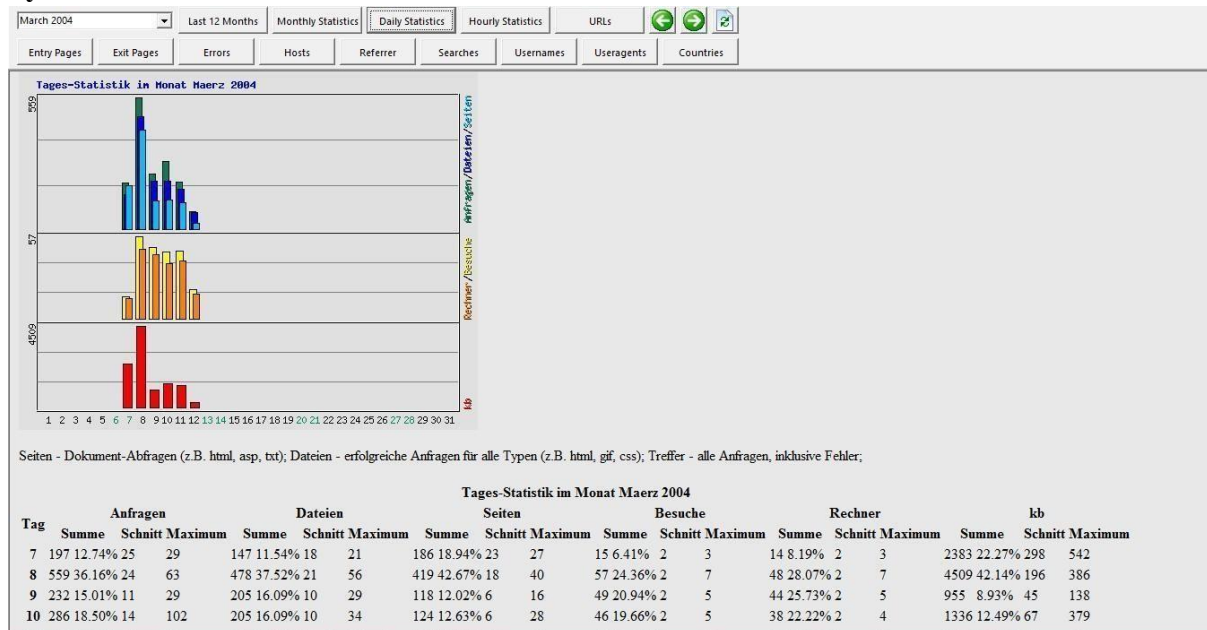 March 2004 Last 12 Months Monthly Statistics Daily Statistics Hourly Statistics URLs
Entry Pages Exit Pages Errors Hosts Referrer Searches Usernames Useragents Countries
Tages-Statistik im Monat Maerz 2004
559
Anfragen/Dateien/Seiten
57
Rechner/Besuche
4509
kb
1 2 3 4 5 6 7 8 9 10 11 12 13 14 15 16 17 18 19 20 21 22 23 24 25 26 27 28 29 30 31
Seiten - Dokument-Abfragen (z.B. html, asp, txt); Dateien - erfolgreiche Anfragen für alle Typen (z.B. html, gif, css); Treffer - alle Anfragen, inklusive Fehler;
Tages-Statistik im Monat Maerz 2004
Tag Anfragen Dateien Seiten Besuche Rechner kb
Summe Schnitt Maximum Summe Schnitt Maximum Summe Schnitt Maximum Summe Schnitt Maximum Summe Schnitt Maximum Summe Schnitt Maximum
7 197 12.74% 25 29 147 11.54% 18 21 186 18.94% 23 27 15 6.41% 2 3 14 8.19% 2 3 2383 22.27% 298 542
8 559 36.16% 24 63 478 37.52% 21 56 419 42.67% 18 40 57 24.36% 2 7 48 28.07% 2 7 4509 42.14% 196 386
9 232 15.01% 11 29 205 16.09% 10 29 118 12.02% 6 16 49 20.94% 2 5 44 25.73% 2 5 955 8.93% 45 138
10 286 18.50% 14 102 205 16.09% 10 34 124 12.63% 6 28 46 19.66% 2 5 38 22.22% 2 4 1336 12.49% 67 379